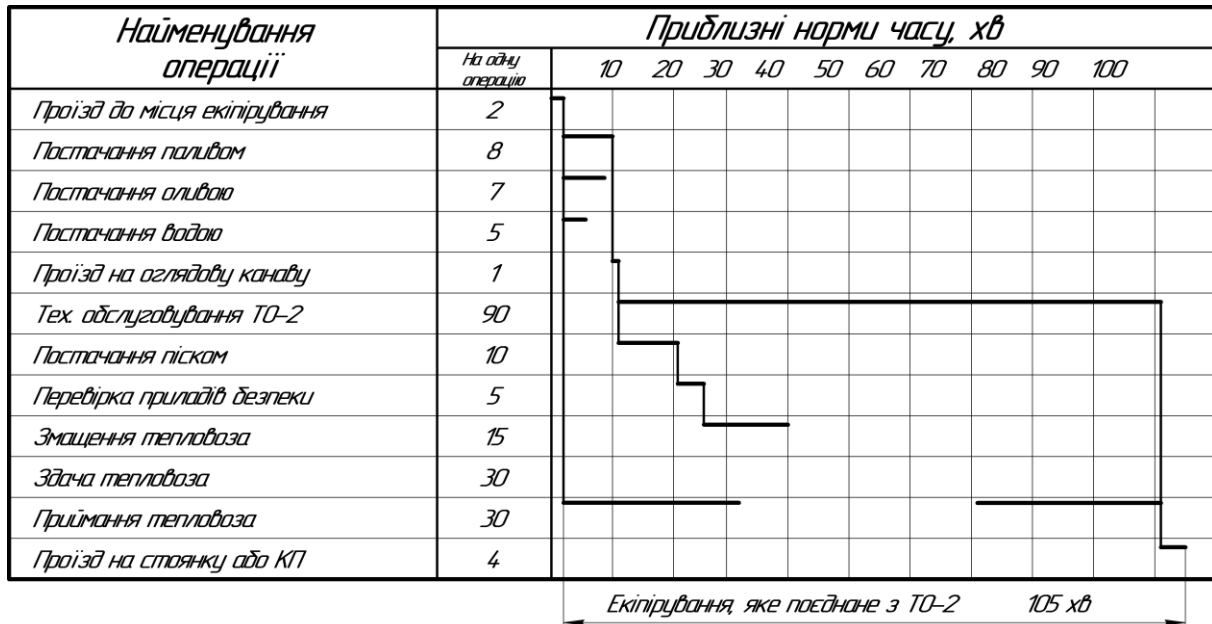 Найменування
операції
Приблизні норми часу, хв
На одну
операцію
10 20 30 40 50 60 70 80 90 100
Проїзд до місця екіпірування 2
Постачання паливом 8
Постачання оливою 7
Постачання водою 5
Проїзд на оглядову канаву 1
Тех. обслуговування ТО-2 90
Постачання піском 10
Перевірка приладів безпеки 5
Змащення тепловоза 15
Здача тепловоза 30
Приймання тепловоза 30
Проїзд на стоянку або КП 4
Екіпірування, яке поєднане з ТО-2 105 хв